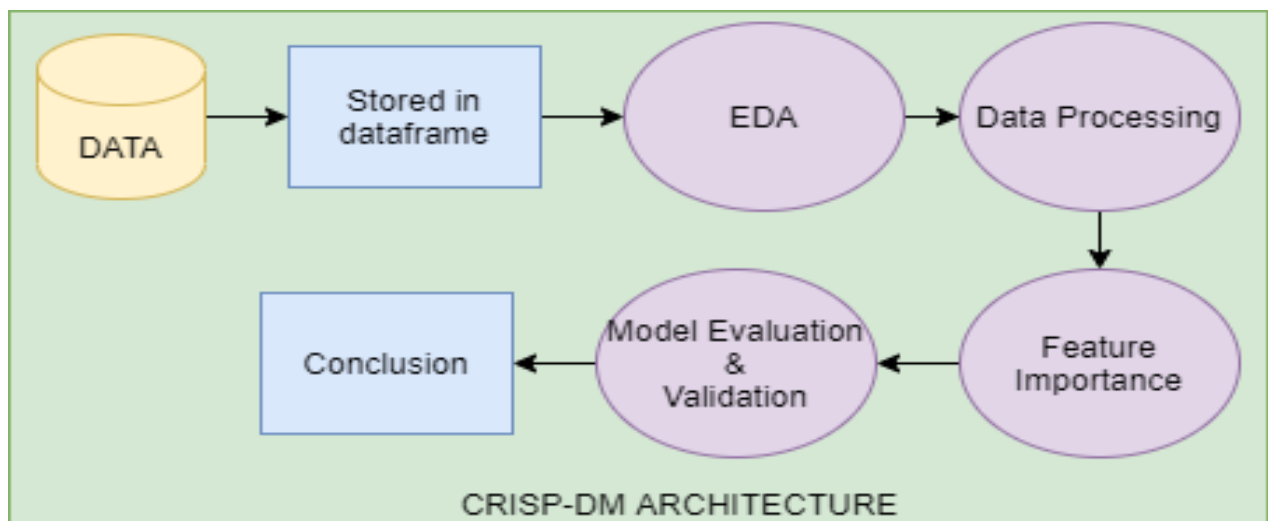 DATA
Stored in
dataframe
EDA
Data Processing
Feature
Importance
Model Evaluation
&
Validation
Conclusion
CRISP-DM ARCHITECTURE